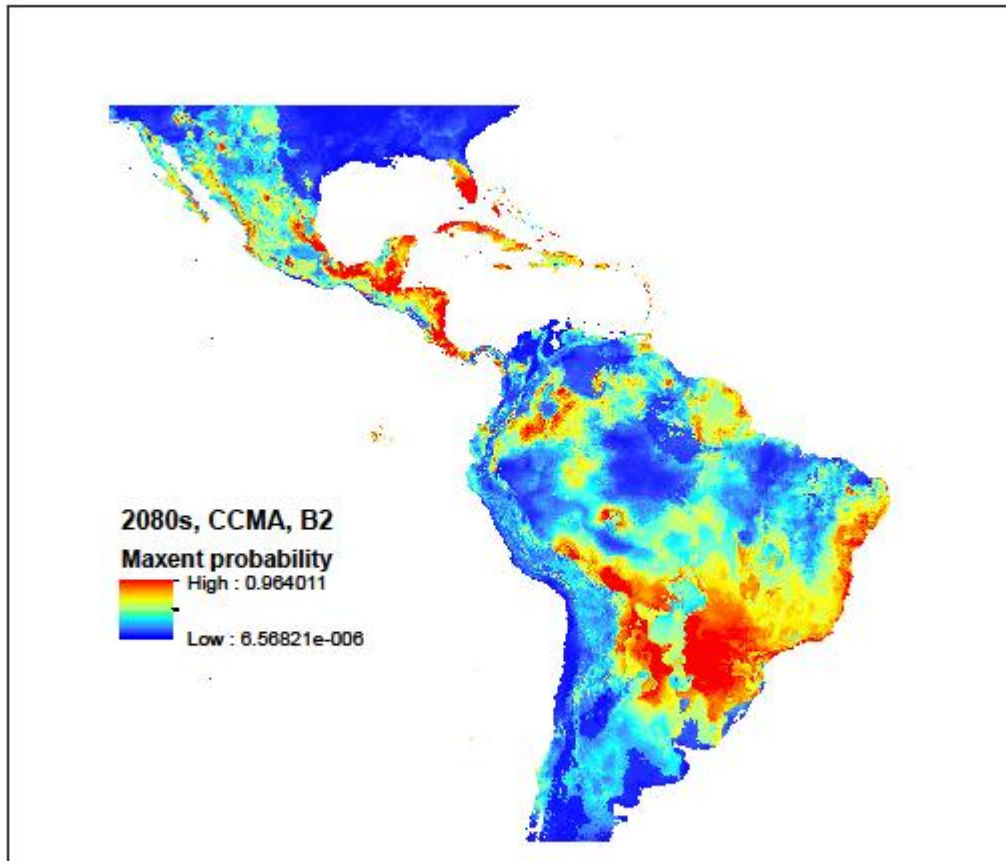 2080s, CCMA, B2
Maxent probability
High : 0.964011
Low : 6.56821e-006